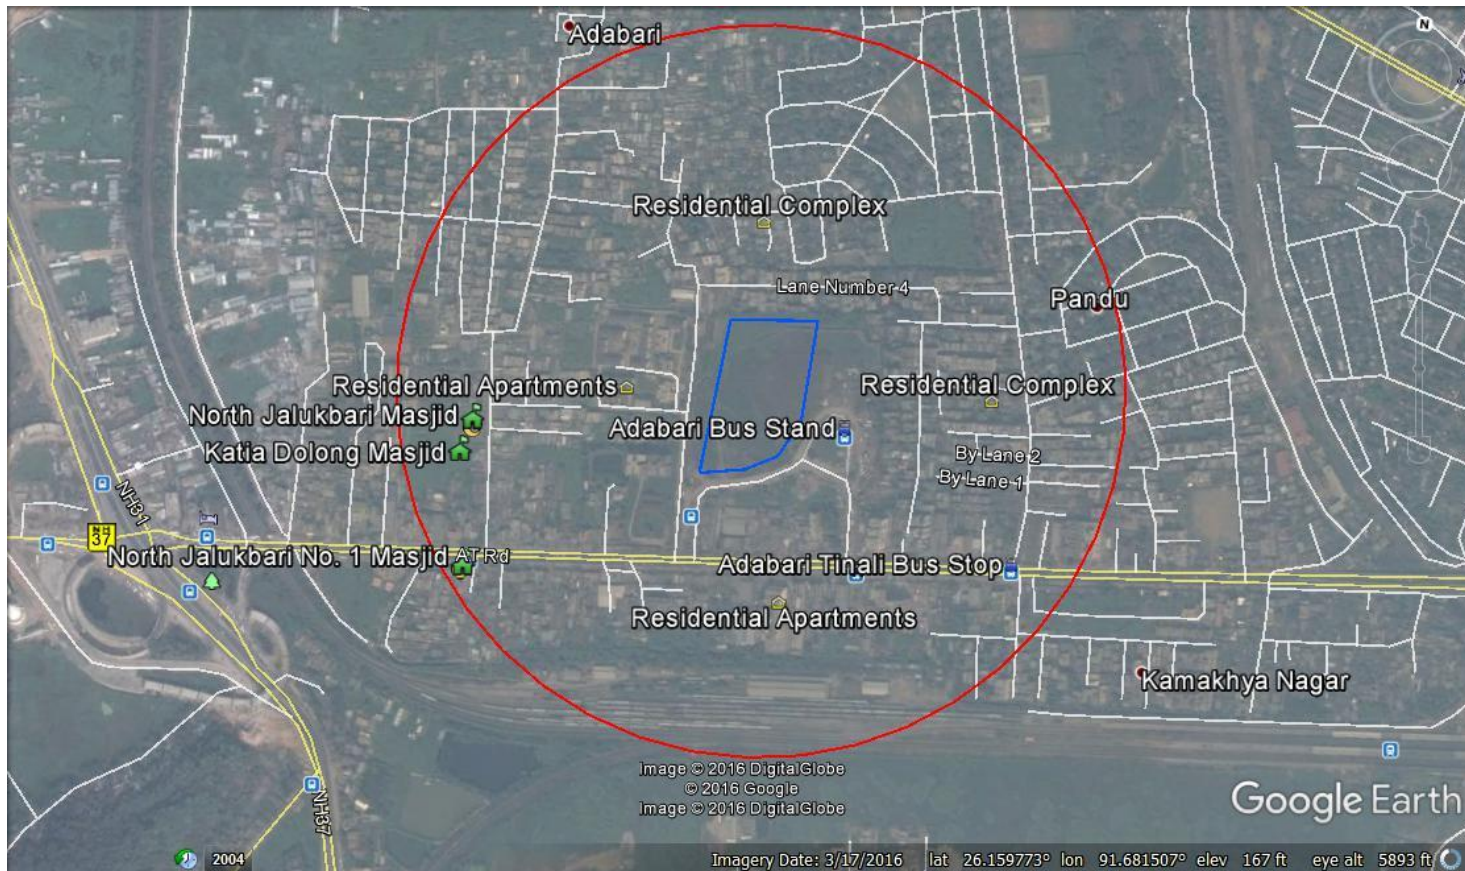 N
Adabari
Residential Complex
Lane Number 4
Pandu
Residential Apartments
Residential Complex
North Jalukbari Masjid
Adabari Bus Stand
Katia Dolong Masjid
By Lane 2
By Lane 1
NH31
NH
37
North Jalukbari No. 1 Masjid
AT Rd
Adabari Tinali Bus Stop
Residential Apartments
Kamakhya Nagar
NH37
Image © 2016 DigitalGlobe
© 2016 Google
Image © 2016 DigitalGlobe
Google Earth
2004
Imagery Date: 3/17/2016 lat 26.159773° lon 91.681507° elev 167 ft eye alt 5893 ft